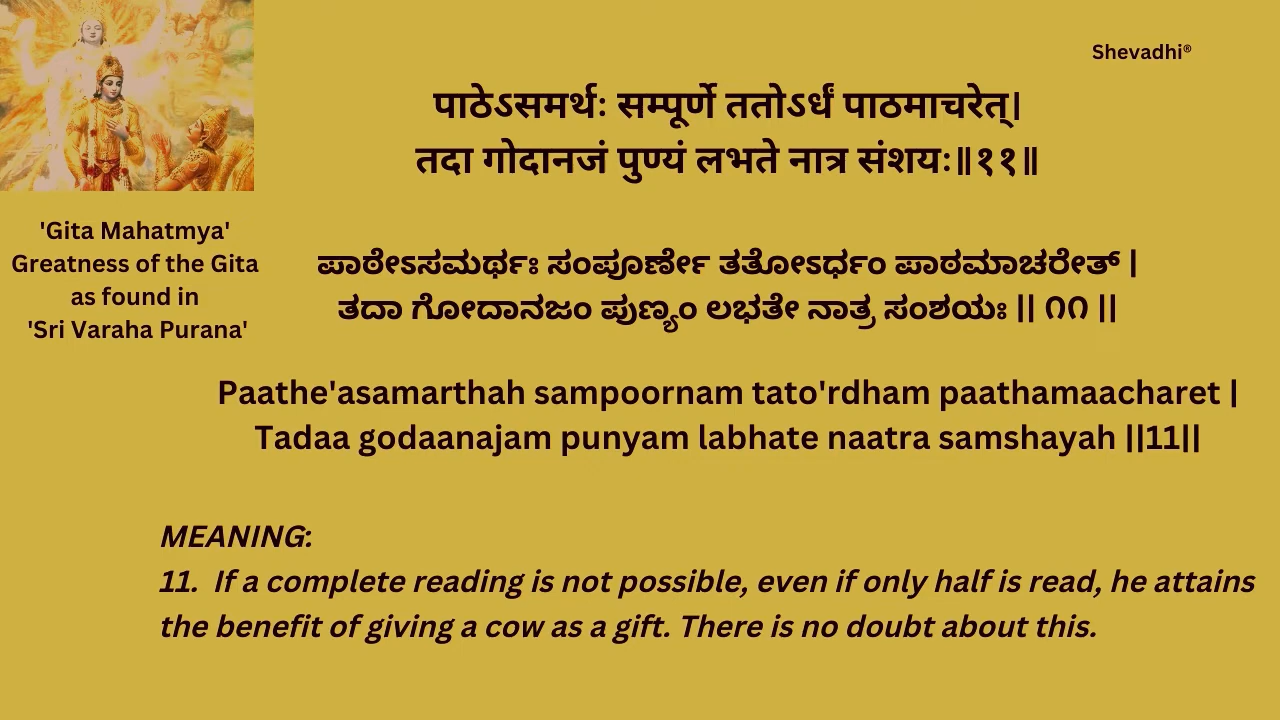 Shevadhi®
पाठेऽसमर्थः सम्पूर्णे ततोऽर्धं पाठमाचरेत्|
तदा गोदानजं पुण्यं लभते नात्र संशयः॥११॥
'Gita Mahatmya'
Greatness of the Gita
as found in
'Sri Varaha Purana'
ಪಾಠೇಽಸಮರ್ಥಃ ಸಂಪೂರ್ಣೇ ತತೋಽರ್ಧಂ ಪಾಠಮಾಚರೇತ್ |
ತದಾ ಗೋದಾನಜಂ ಪುಣ್ಯಂ ಲಭತೇ ನಾತ್ರ ಸಂಶಯಃ || ೧೧ ||
Paathe'asamarthah sampoornam tato'rdham paathamaacharet |
Tadaa godaanajam punyam labhate naatra samshayah ||11||
MEANING:
11. If a complete reading is not possible, even if only half is read, he attains
the benefit of giving a cow as a gift. There is no doubt about this.